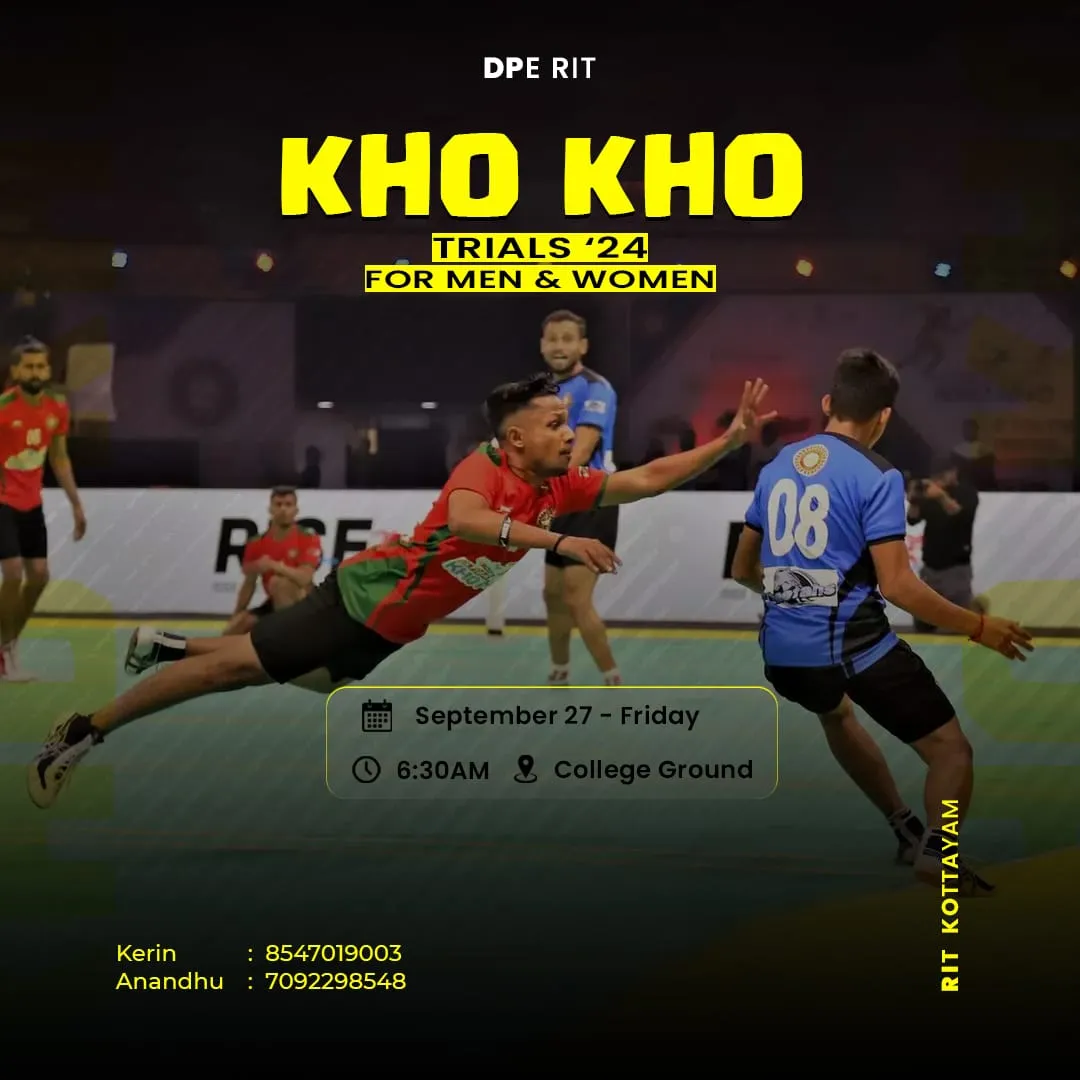 DPE RIT
KHO KHO
TRIALS ‘24
FOR MEN & WOMEN
08
September 27 - Friday
6:30AM College Ground
RIT KOTTAYAM
Kerin : 8547019003
Anandhu : 7092298548